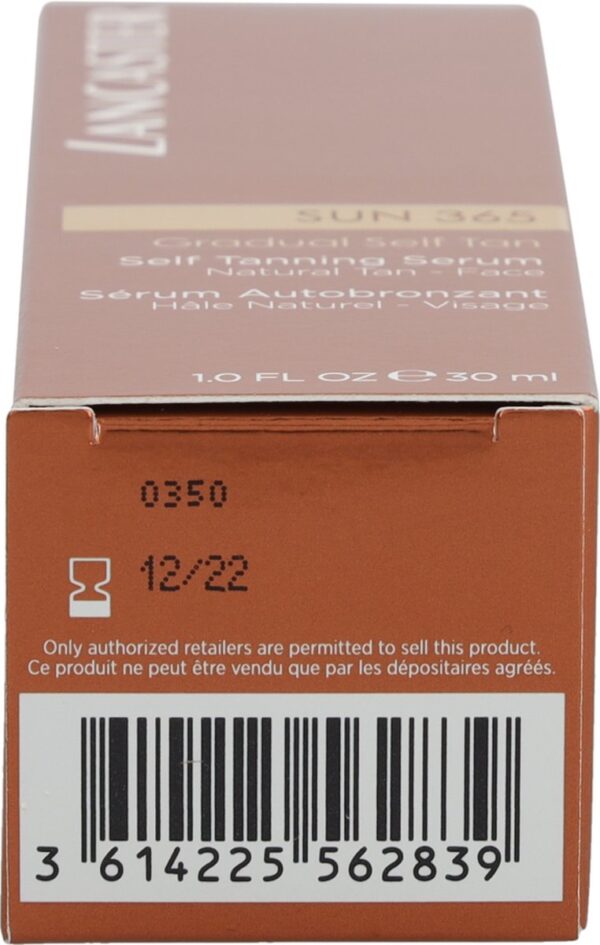 LANCASTER
SUN 365
Gradual Self Tan
Self Tanning Serum
Natural Tan - Face
Sérum Autobronzant
Hâle Naturel - Visage
1.0 FL OZ ℮ 30 ml
0350
12/22
Only authorized retailers are permitted to sell this product.
Ce produit ne peut être vendu que par les dépositaires agréés.
3 614225 562839